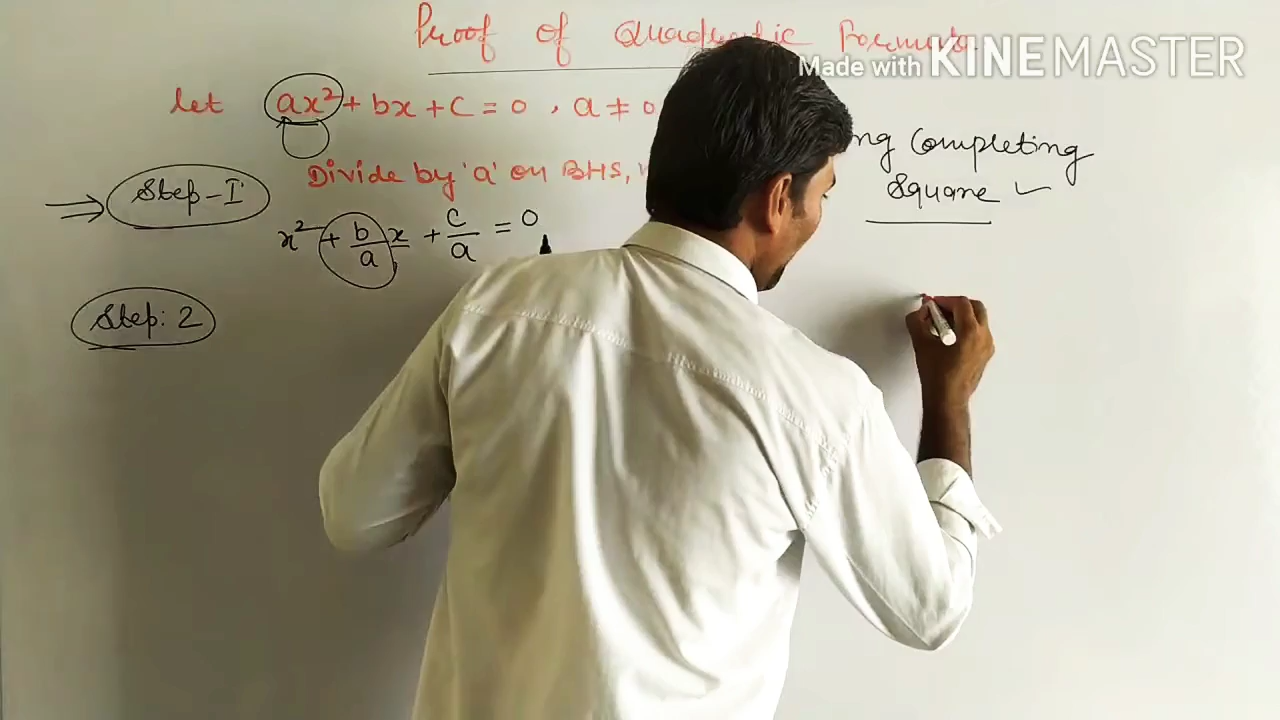 Proof of Quadratic Formula
Made with KINEMASTER
let ax² + bx + c = 0 , a ≠ 0
Completing
Square ✓
Divide by 'a' on BHS,
⇒ Step-I
x² + b/a x + c/a = 0
Step: 2